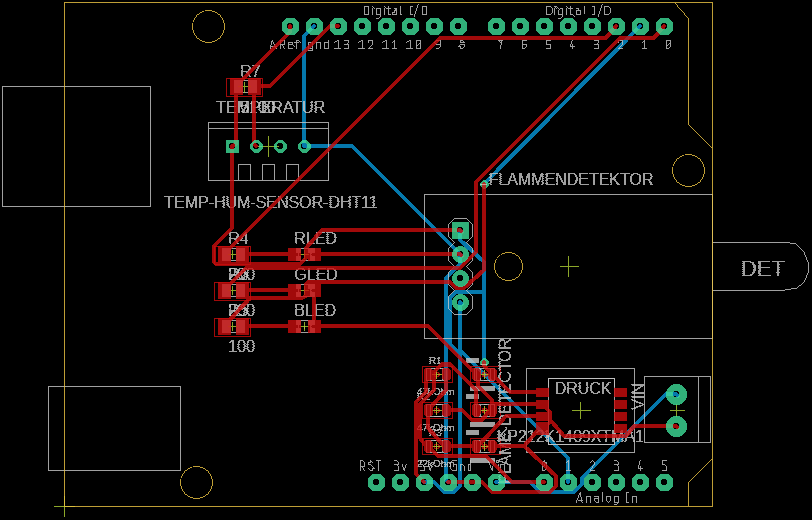 Digital I/O Digital I/O
ARef gnd 13 12 11 10 9 8 7 6 5 4 3 2 1 0
R7
TEMPERATUR
FLAMMENDETEKTOR
TEMP-HUM-SENSOR-DHT11
R4 RLED
DET
GLED
BLED
100
R1
DRUCK
VIN
47kOhm
KP212K1409XTMA1
22kOhm
RST 3v 5v Gnd Vin 0 1 2 3 4 5
Analog In